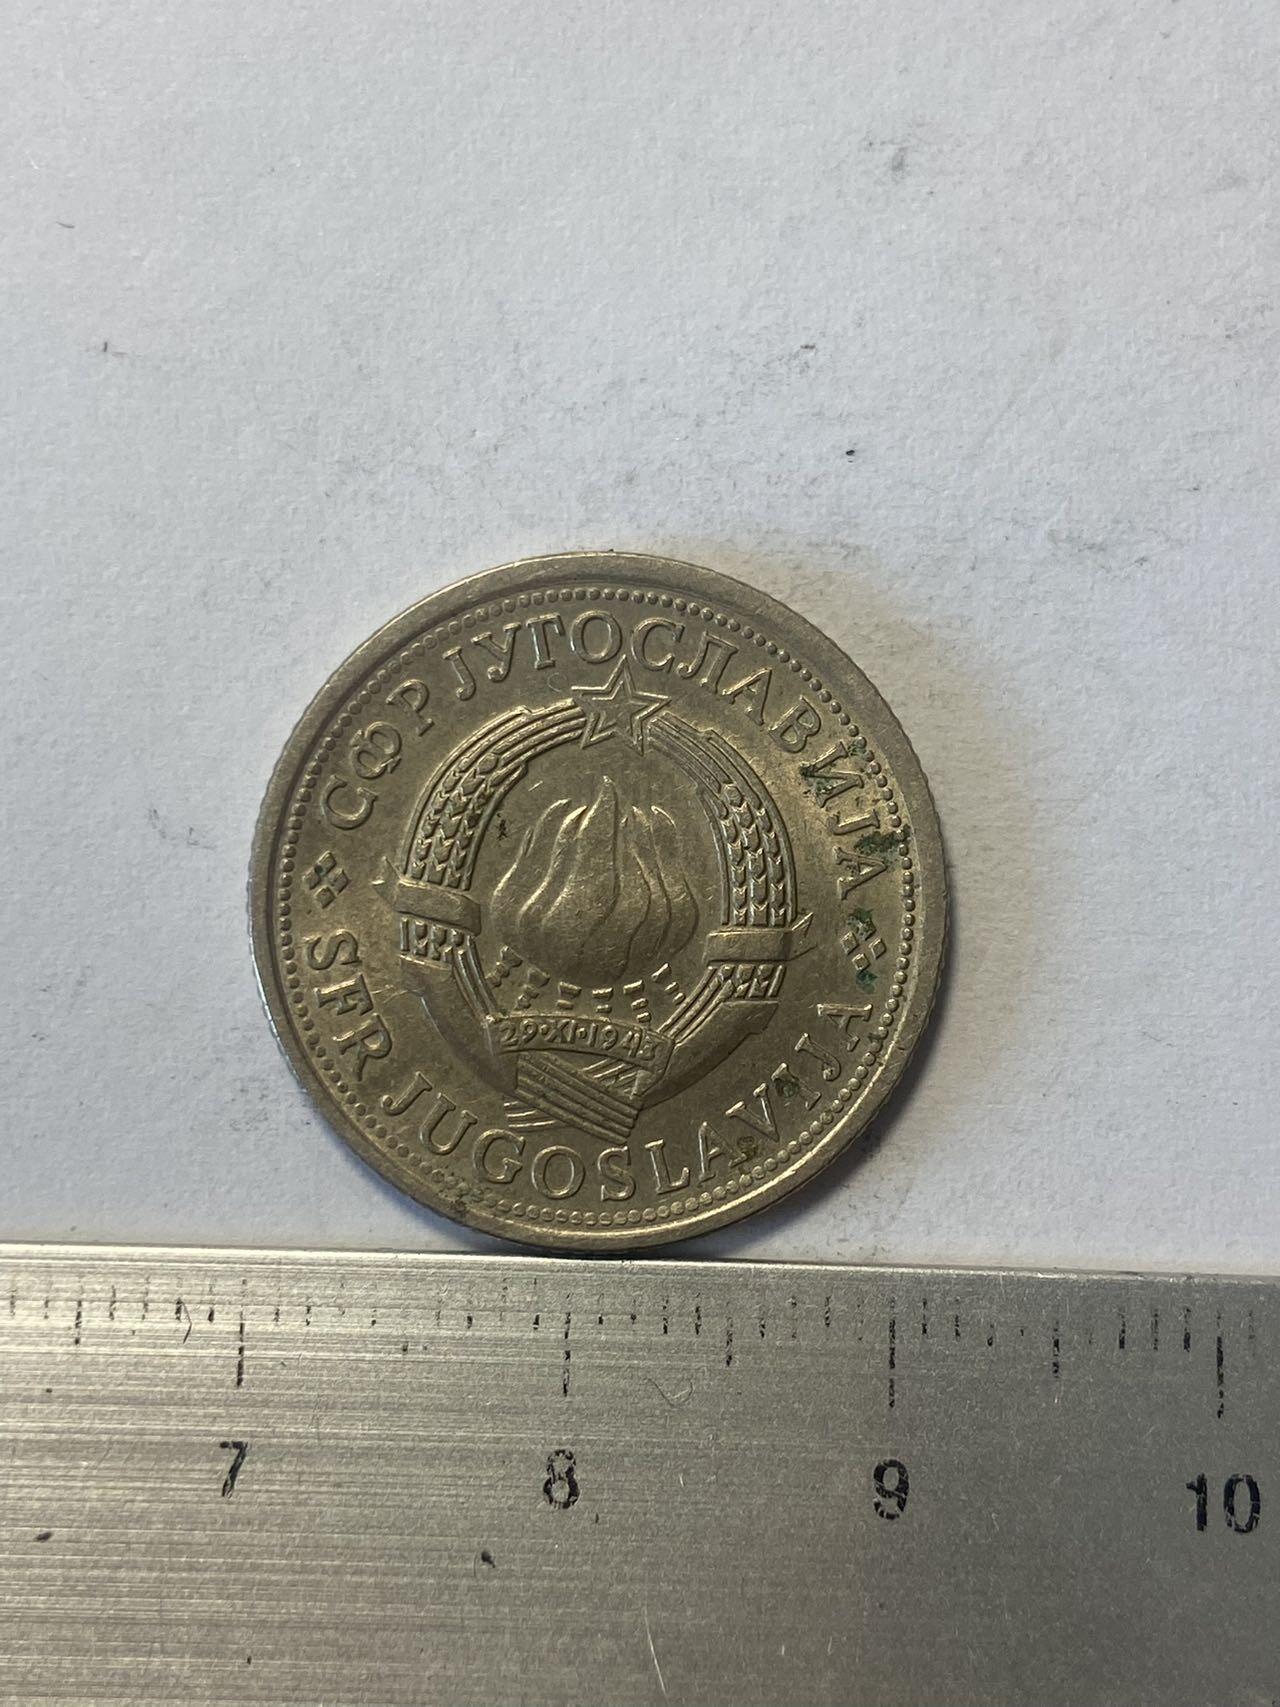 СФР ЈУГОСЛАВИЈА
SFR JUGOSLAVIJA
29·XI·1943
7 8 9 10